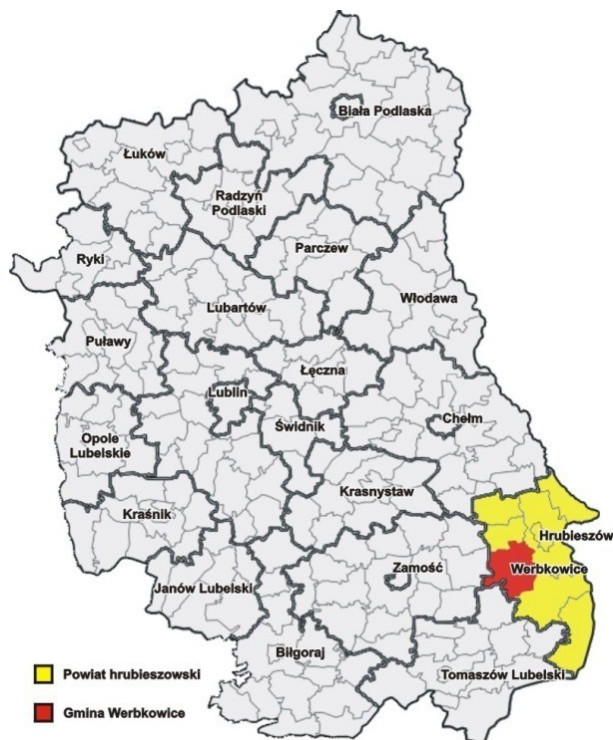 Biała Podlaska
Łuków
Radzyń
Podlaski
Parczew
Ryki
Włodawa
Lubartów
Puławy
Łęczna
Lublin
Świdnik
Chełm
Opole
Lubelskie
Krasnystaw
Kraśnik
Hrubieszów
Werbkowice
Zamość
Janów Lubelski
Biłgoraj
Tomaszów Lubelski
Powiat hrubieszowski
Gmina Werbkowice